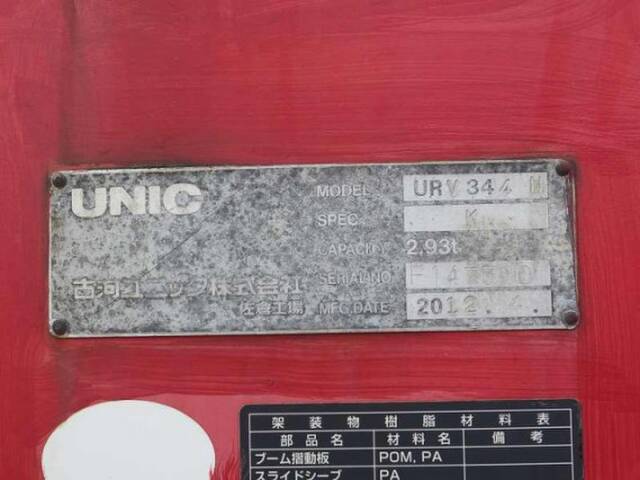 UNIC
MODEL URV344
SPEC. K
CAPACITY 2.93t
古河ユニック株式会社 SERIAL NO
佐倉工場 MFG.DATE 2012
架装物樹脂材料表
部品名 材料名 備考
ブーム摺動板 POM, PA
スライドシーブ PA